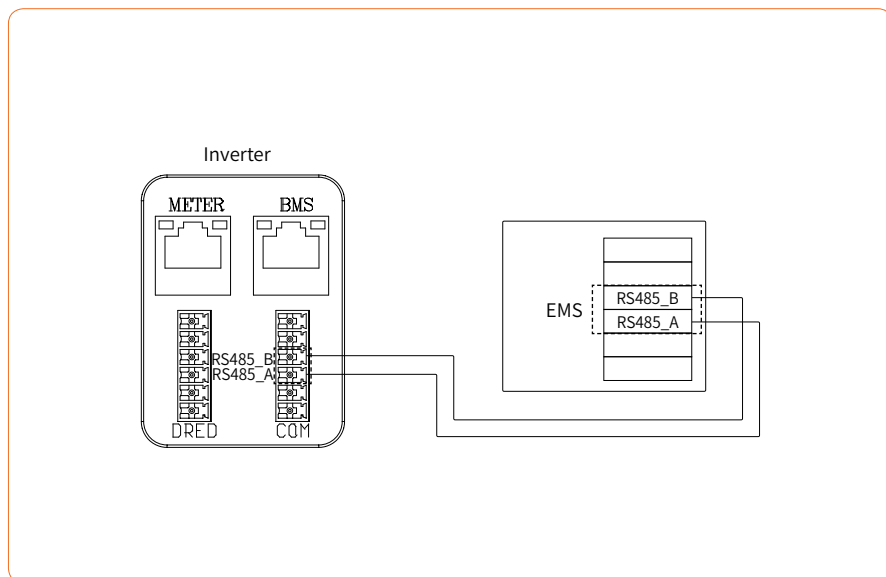 Inverter
METER
BMS
RS485_B
RS485_A
DRED
COM
EMS
RS485_B
RS485_A